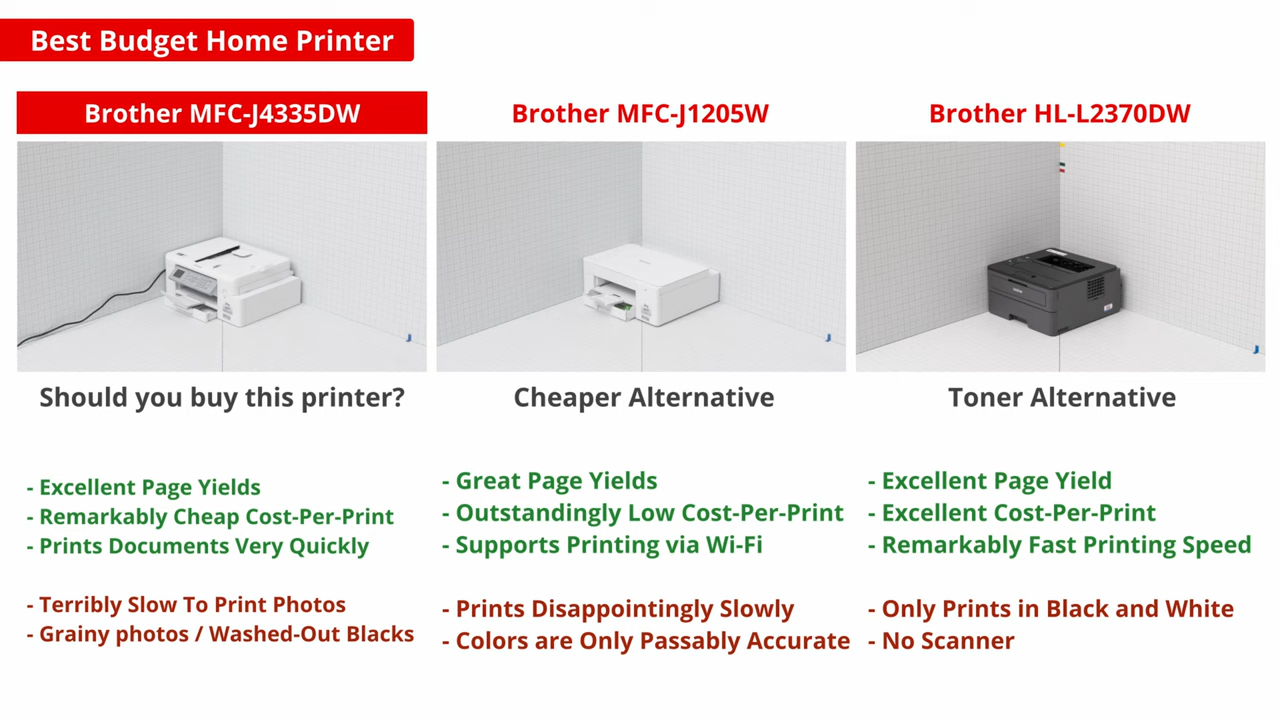 Best Budget Home Printer
Brother MFC-J4335DW
Should you buy this printer?
- Excellent Page Yields
- Remarkably Cheap Cost-Per-Print
- Prints Documents Very Quickly
- Terribly Slow To Print Photos
- Grainy photos / Washed-Out Blacks
Brother MFC-J1205W
Cheaper Alternative
- Great Page Yields
- Outstandingly Low Cost-Per-Print
- Supports Printing via Wi-Fi
- Prints Disappointingly Slowly
- Colors are Only Passably Accurate
Brother HL-L2370DW
Toner Alternative
- Excellent Page Yield
- Excellent Cost-Per-Print
- Remarkably Fast Printing Speed
- Only Prints in Black and White
- No Scanner